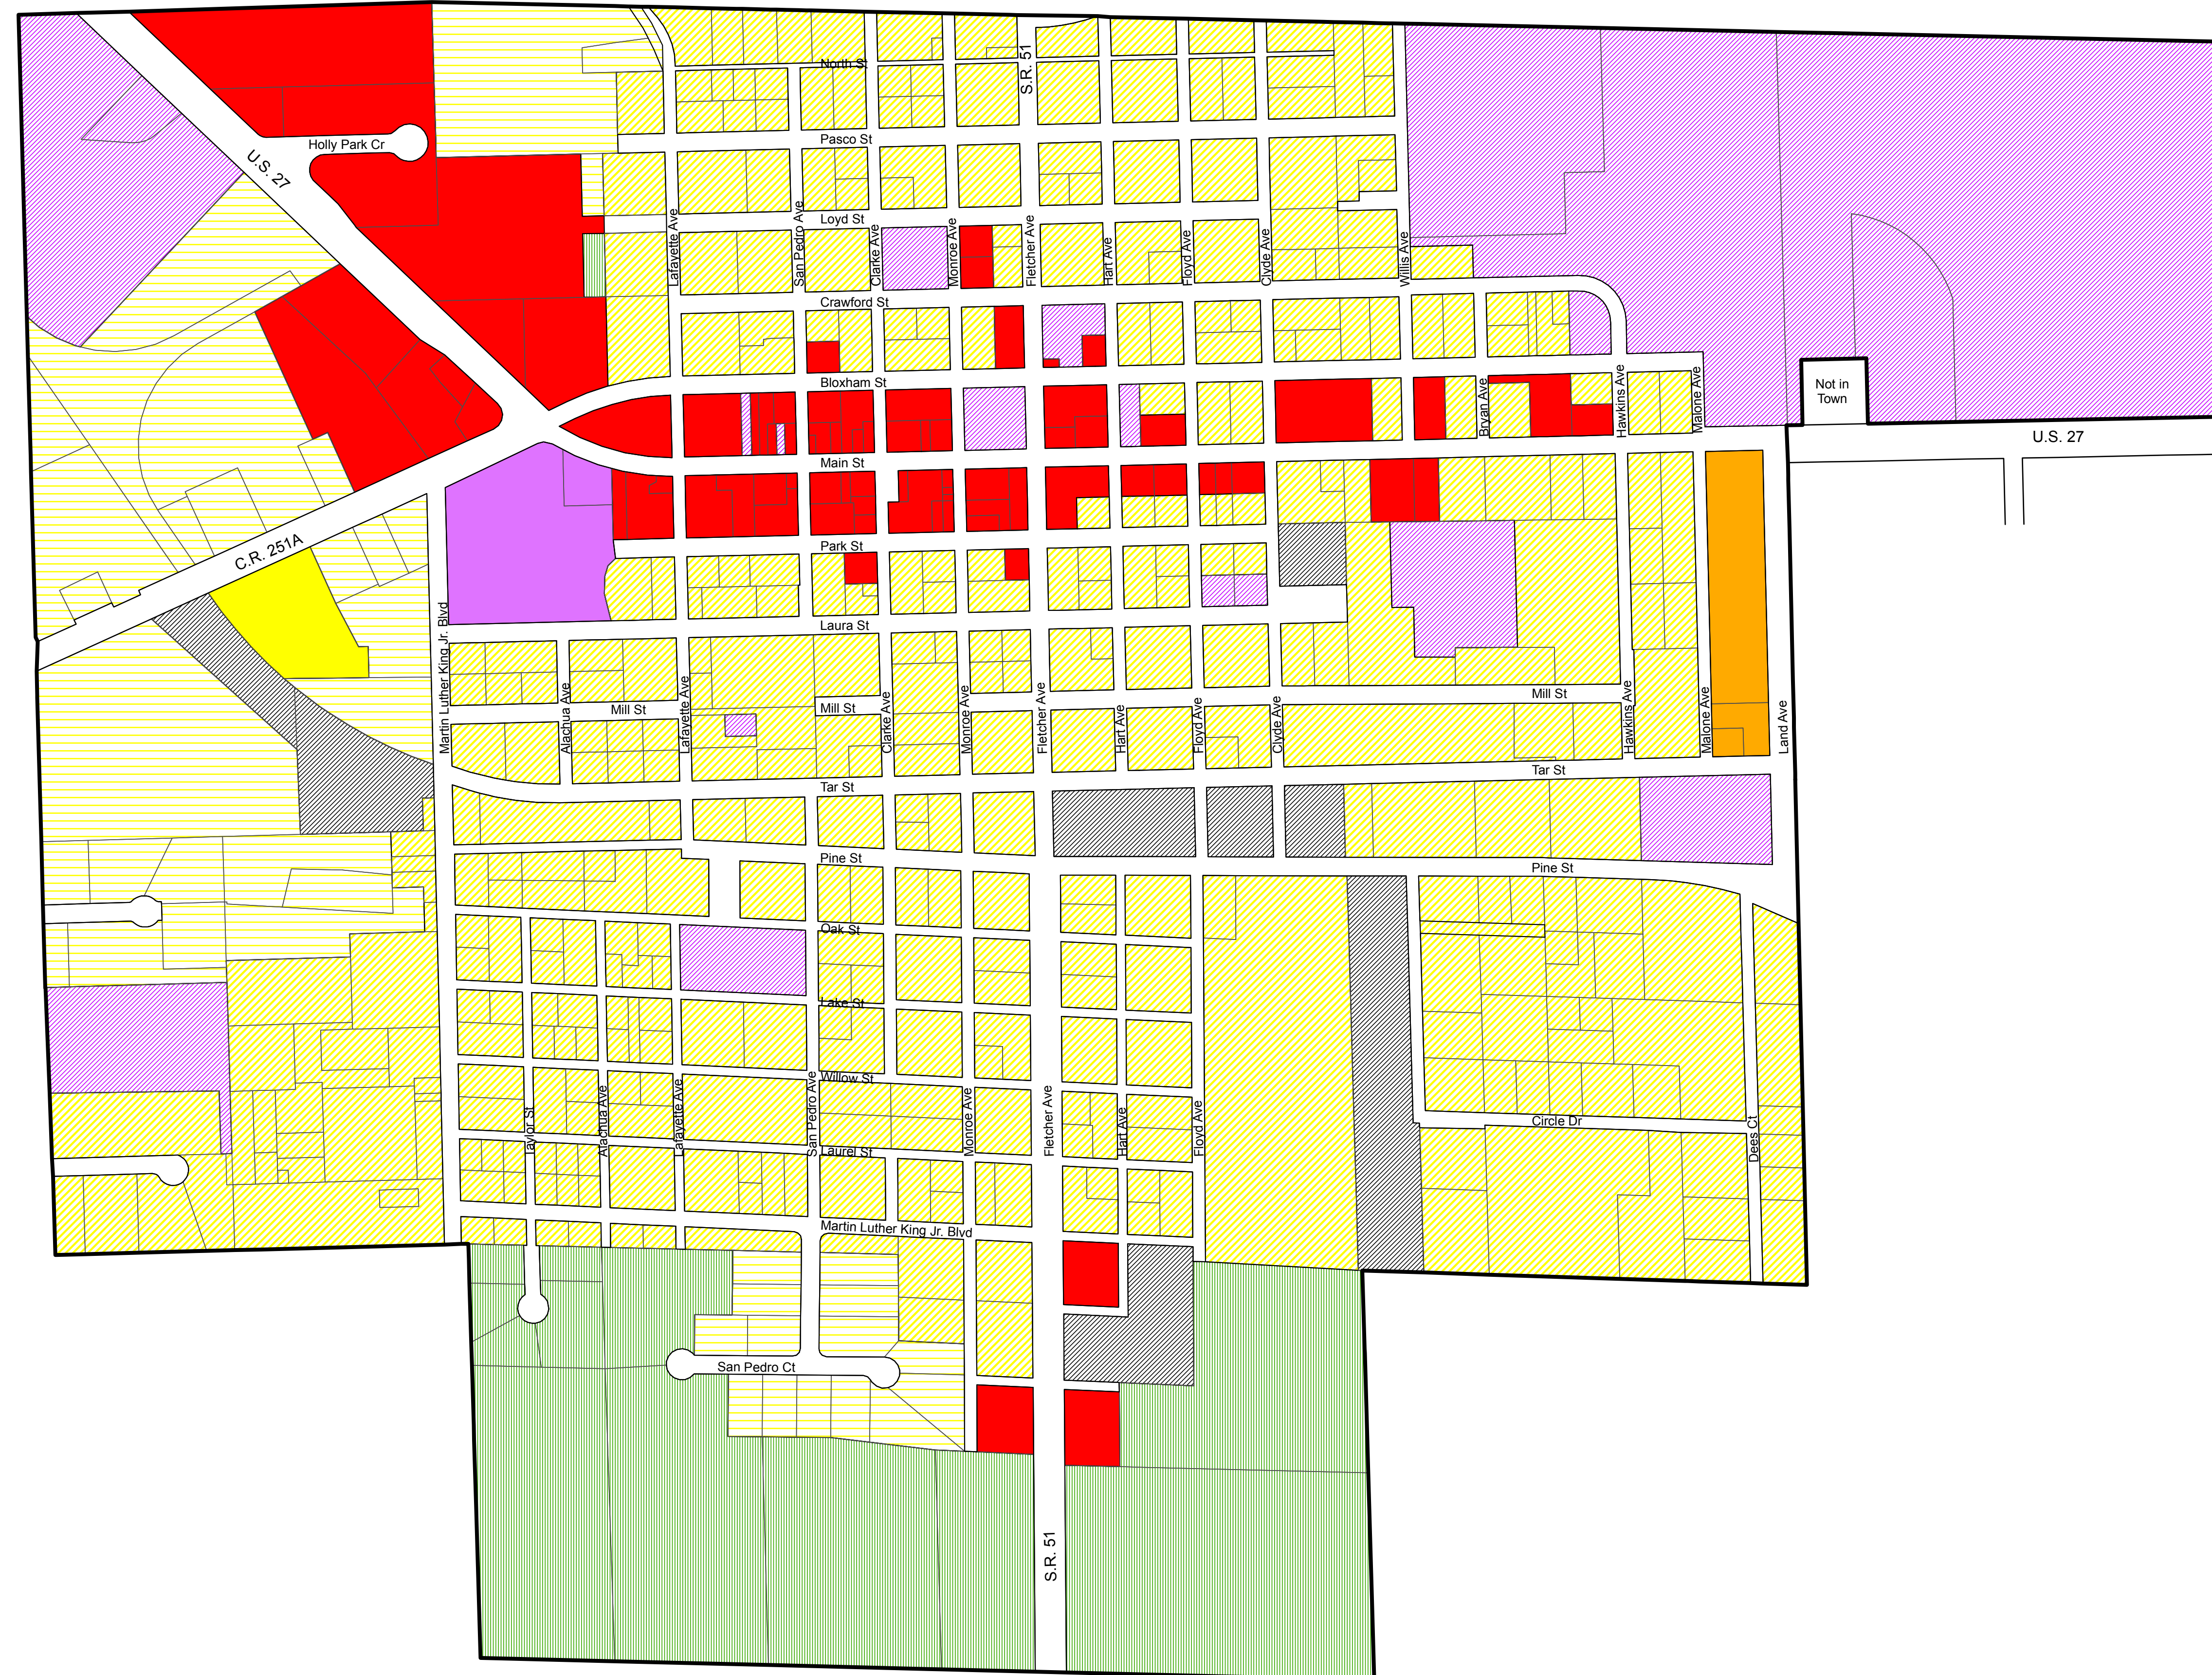 S.R. 51
North St
Pasco St
Holly Park Cr
U.S. 27
Loyd St
Lafayette Ave
San Pedro Ave
Clarke Ave
Monroe Ave
Fletcher Ave
Hart Ave
Floyd Ave
Clyde Ave
Willis Ave
Crawford St
Bloxham St
Bryan Ave
Hawkins Ave
Malone Ave
Not in
Town
U.S. 27
Main St
C.R. 251A
Park St
Laura St
Martin Luther King Jr. Blvd
Alachua Ave
Mill St
Lafayette Ave
Mill St
Clarke Ave
Monroe Ave
Fletcher Ave
Hart Ave
Floyd Ave
Clyde Ave
Mill St
Hawkins Ave
Malone Ave
Land Ave
Tar St
Tar St
Pine St
Pine St
Oak St
Lake St
Willow St
Taylor St
Alachua Ave
Lafayette Ave
San Pedro Ave
Monroe Ave
Fletcher Ave
Hart Ave
Floyd Ave
Circle Dr
Dees Ct
Laurel St
Martin Luther King Jr. Blvd
San Pedro Ct
S.R. 51